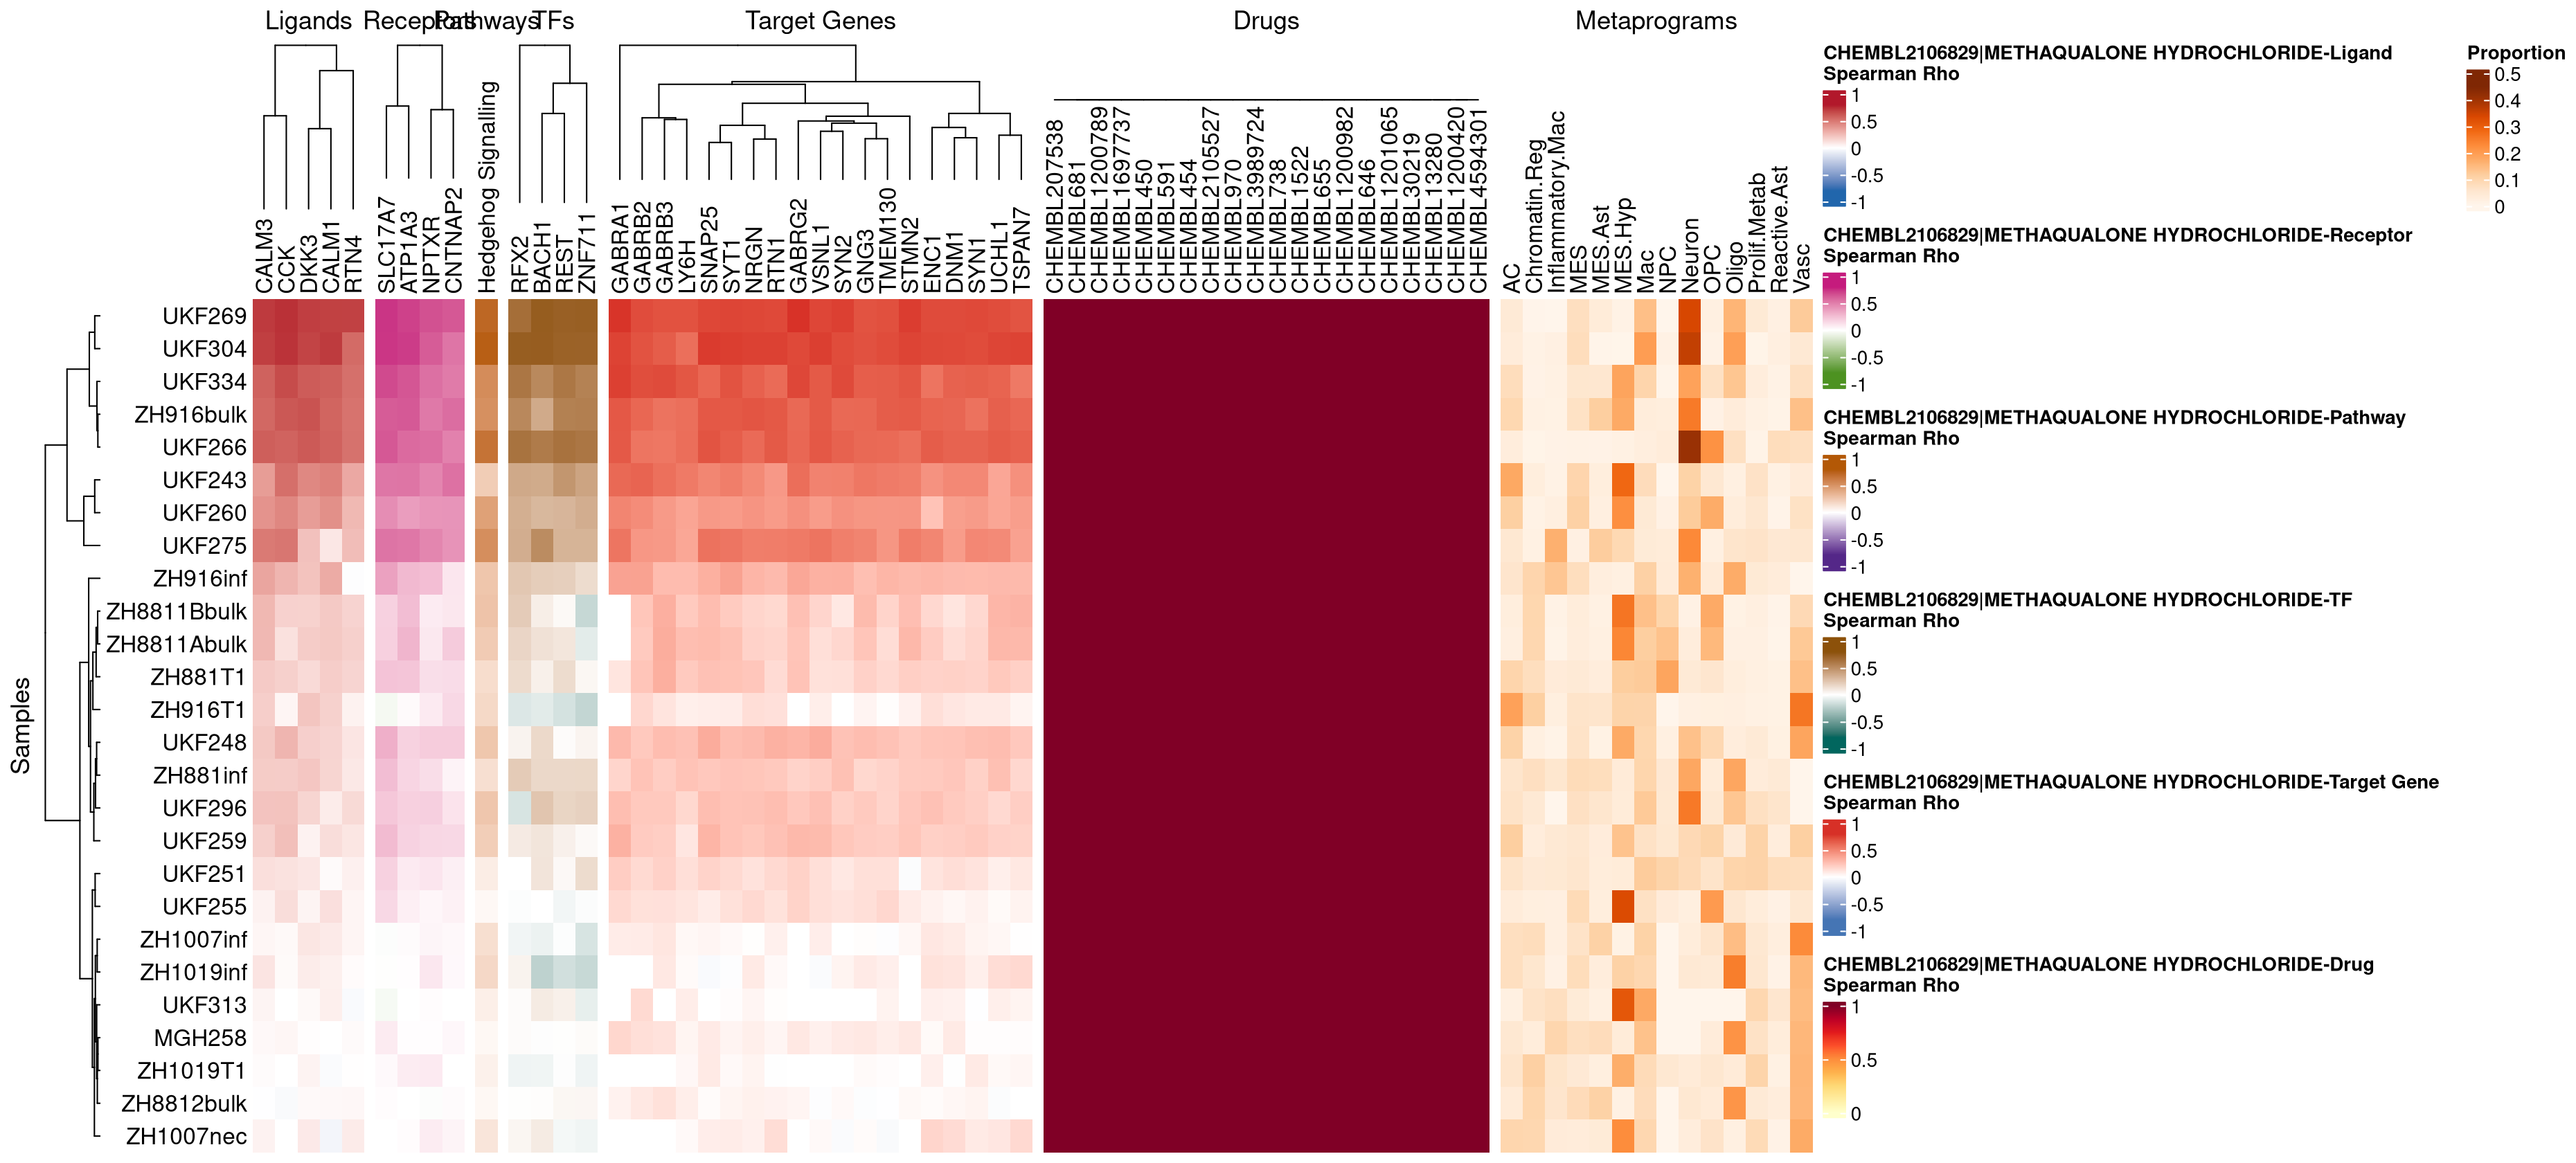 Ligands
Receptors
Pathways
TFs
Target Genes
Drugs
Metaprograms
CALM3
CCK
DKK3
CALM1
RTN4
SLC17A7
ATP1A3
NPTXR
CNTNAP2
Hedgehog Signalling
RFX2
BACH1
REST
ZNF711
GABRA1
GABRB2
GABRB3
LY6H
SNAP25
SYT1
NRGN
RTN1
GABRG2
VSNL1
SYN2
GNG3
TMEM130
STMN2
ENC1
DNM1
SYN1
UCHL1
TSPAN7
CHEMBL207538
CHEMBL681
CHEMBL1200789
CHEMBL1697737
CHEMBL450
CHEMBL591
CHEMBL454
CHEMBL2105527
CHEMBL970
CHEMBL3989724
CHEMBL738
CHEMBL1522
CHEMBL655
CHEMBL1200982
CHEMBL646
CHEMBL1201065
CHEMBL30219
CHEMBL13280
CHEMBL1200420
CHEMBL4594301
AC
Chromatin.Reg
Inflammatory.Mac
MES
MES.Ast
MES.Hyp
Mac
NPC
Neuron
OPC
Oligo
Prolif.Metab
Reactive.Ast
Vasc
Samples
UKF269
UKF304
UKF334
ZH916bulk
UKF266
UKF243
UKF260
UKF275
ZH916inf
ZH8811Bbulk
ZH8811Abulk
ZH881T1
ZH916T1
UKF248
ZH881inf
UKF296
UKF259
UKF251
UKF255
ZH1007inf
ZH1019inf
UKF313
MGH258
ZH1019T1
ZH8812bulk
ZH1007nec
CHEMBL2106829|METHAQUALONE HYDROCHLORIDE-Ligand
Spearman Rho
1
0.5
0
-0.5
-1
CHEMBL2106829|METHAQUALONE HYDROCHLORIDE-Receptor
Spearman Rho
1
0.5
0
-0.5
-1
CHEMBL2106829|METHAQUALONE HYDROCHLORIDE-Pathway
Spearman Rho
1
0.5
0
-0.5
-1
CHEMBL2106829|METHAQUALONE HYDROCHLORIDE-TF
Spearman Rho
1
0.5
0
-0.5
-1
CHEMBL2106829|METHAQUALONE HYDROCHLORIDE-Target Gene
Spearman Rho
1
0.5
0
-0.5
-1
CHEMBL2106829|METHAQUALONE HYDROCHLORIDE-Drug
Spearman Rho
1
0.5
0
Proportion
0.5
0.4
0.3
0.2
0.1
0